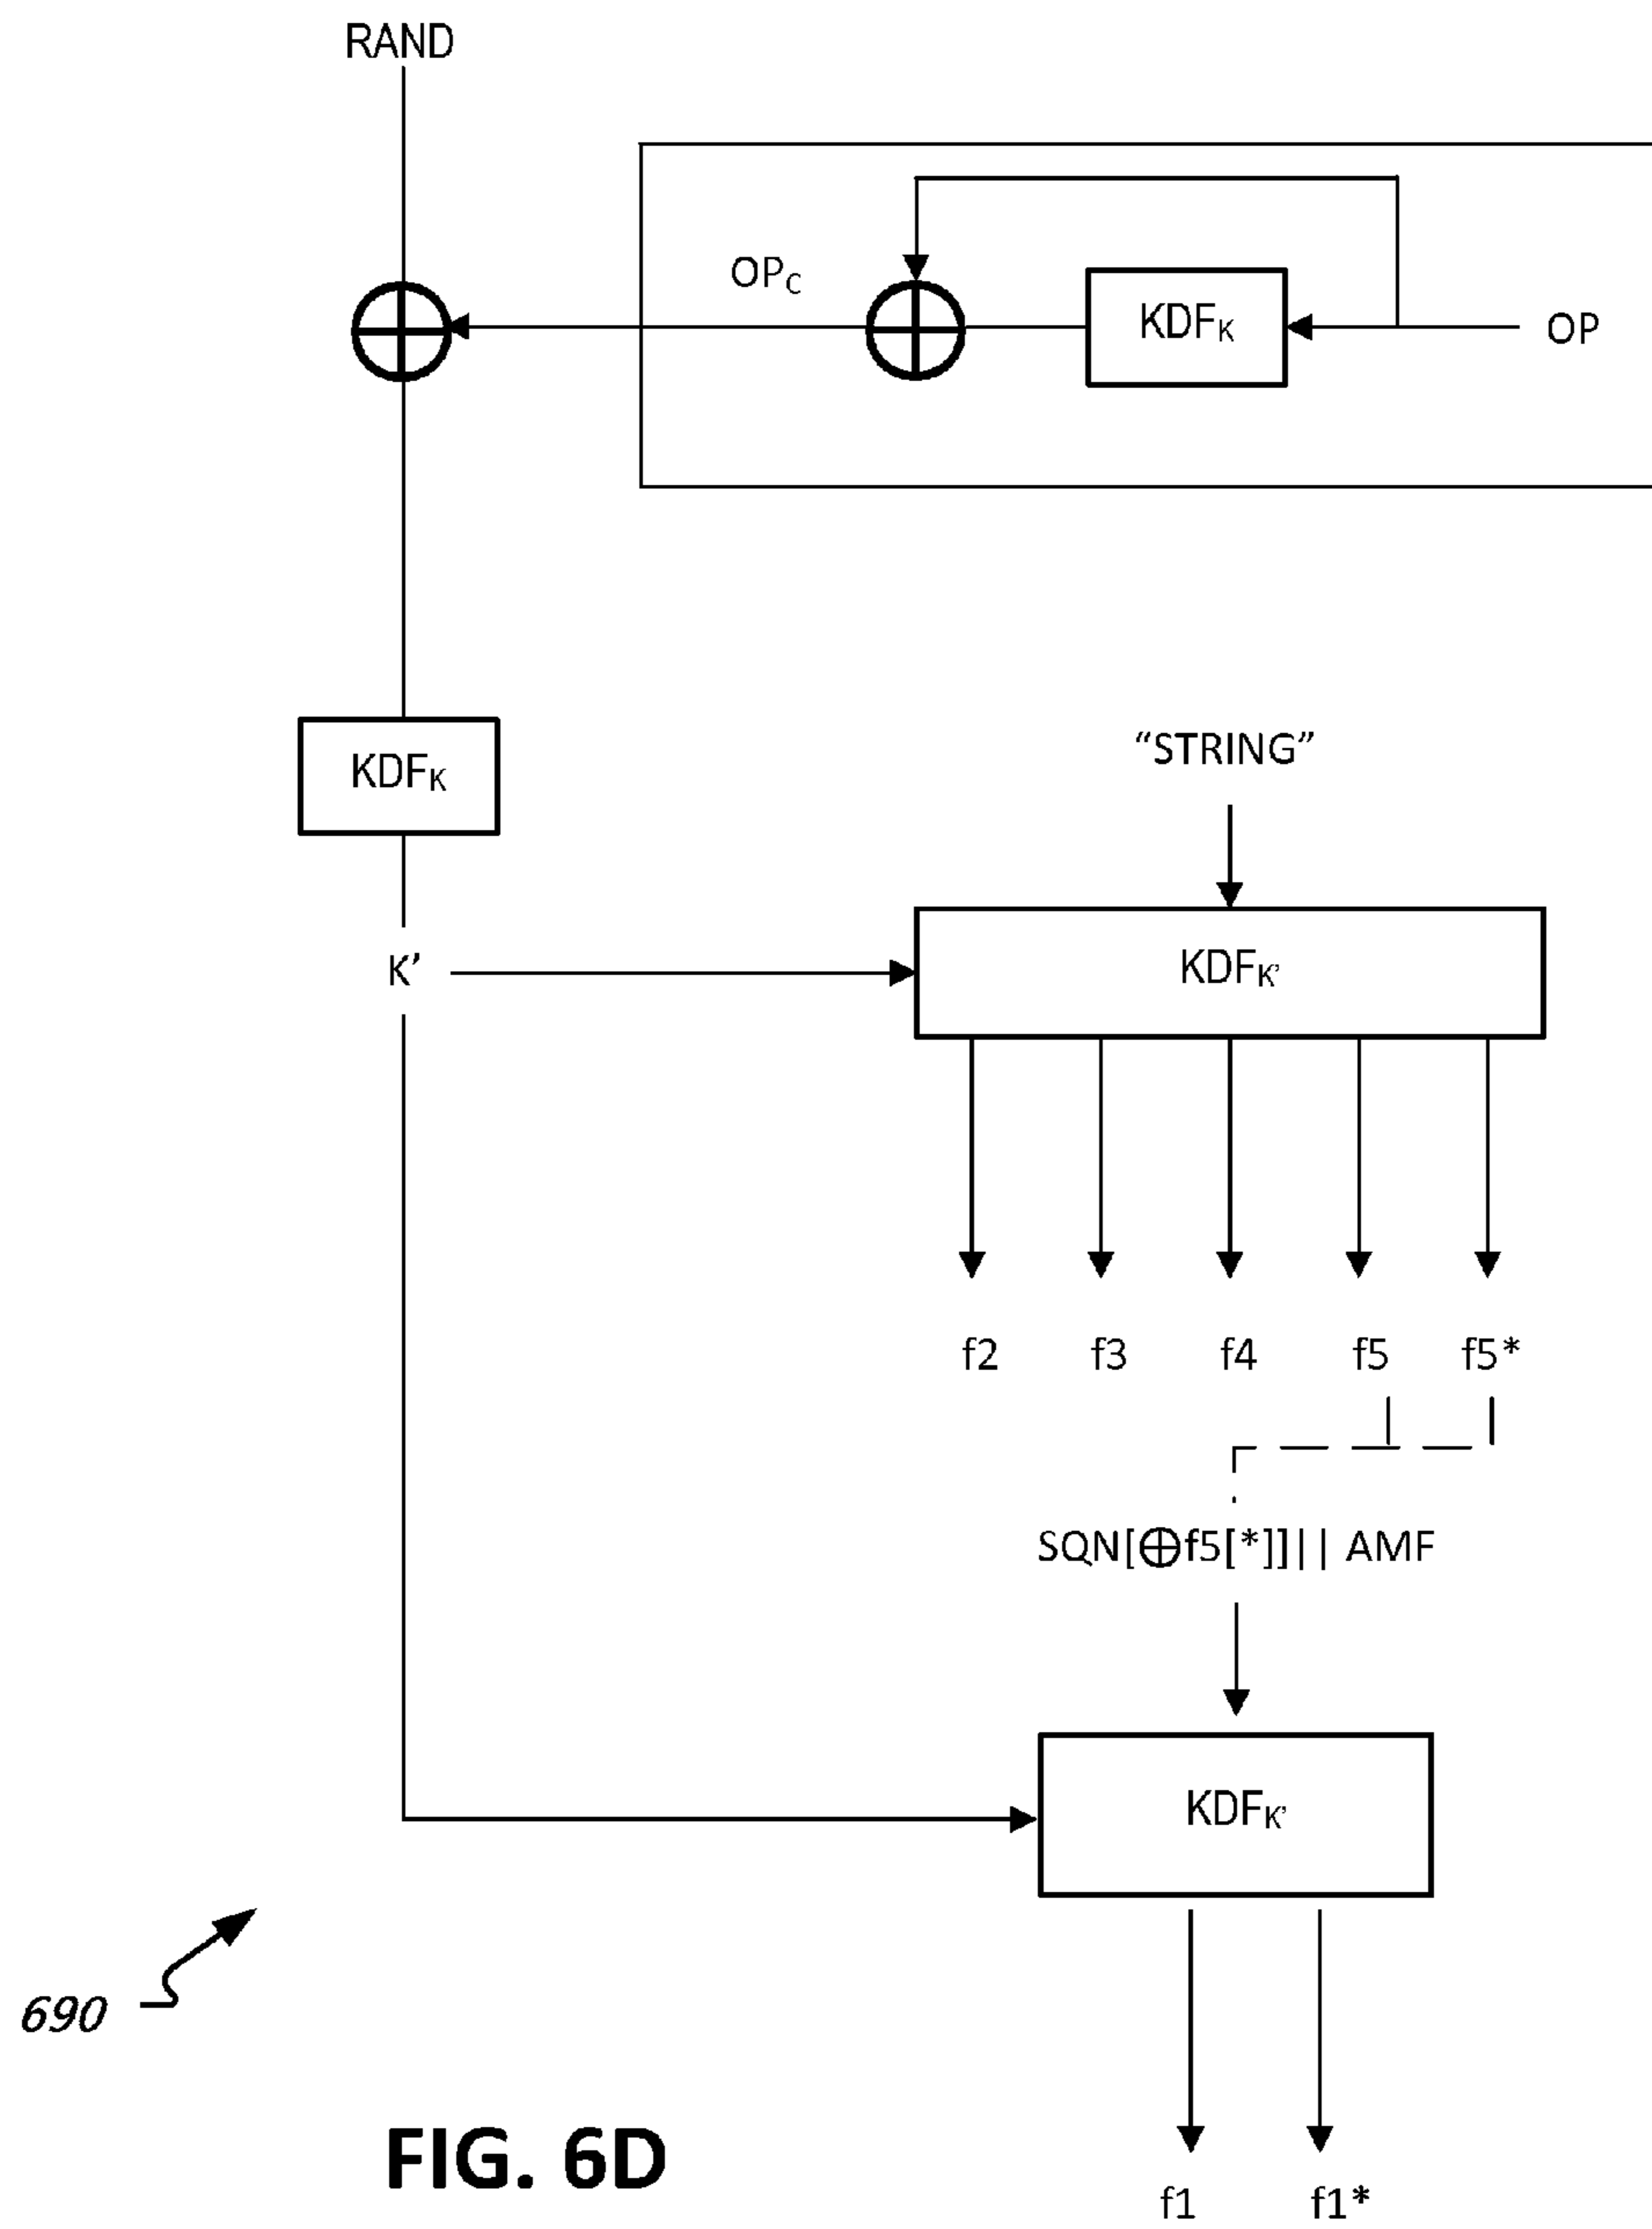 RAND
OPC
KDFK
OP
KDFK
“STRING”
K’
KDFK’
f2 f3 f4 f5 f5*
SQN[⊕f5[*]]|| AMF
KDFK’
690
FIG. 6D
f1 f1*